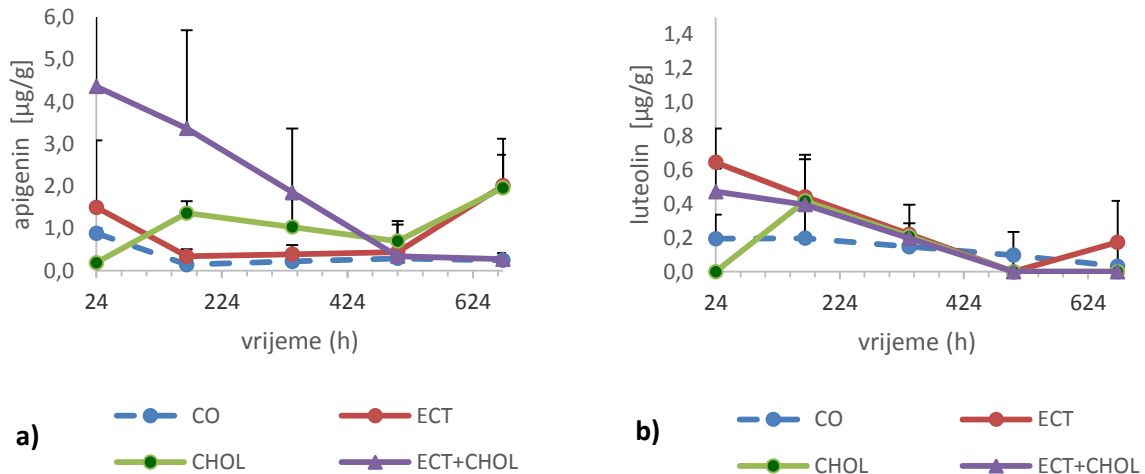 6,0
5,0
4,0
3,0
2,0
1,0
0,0
apigenin [µg/g]
24 224 424 624
vrijeme (h)
CO ECT
CHOL ECT+CHOL
a)
1,4
1,2
1,0
0,8
0,6
0,4
0,2
0,0
luteolin [µg/g]
24 224 424 624
vrijeme (h)
CO ECT
CHOL ECT+CHOL
b)